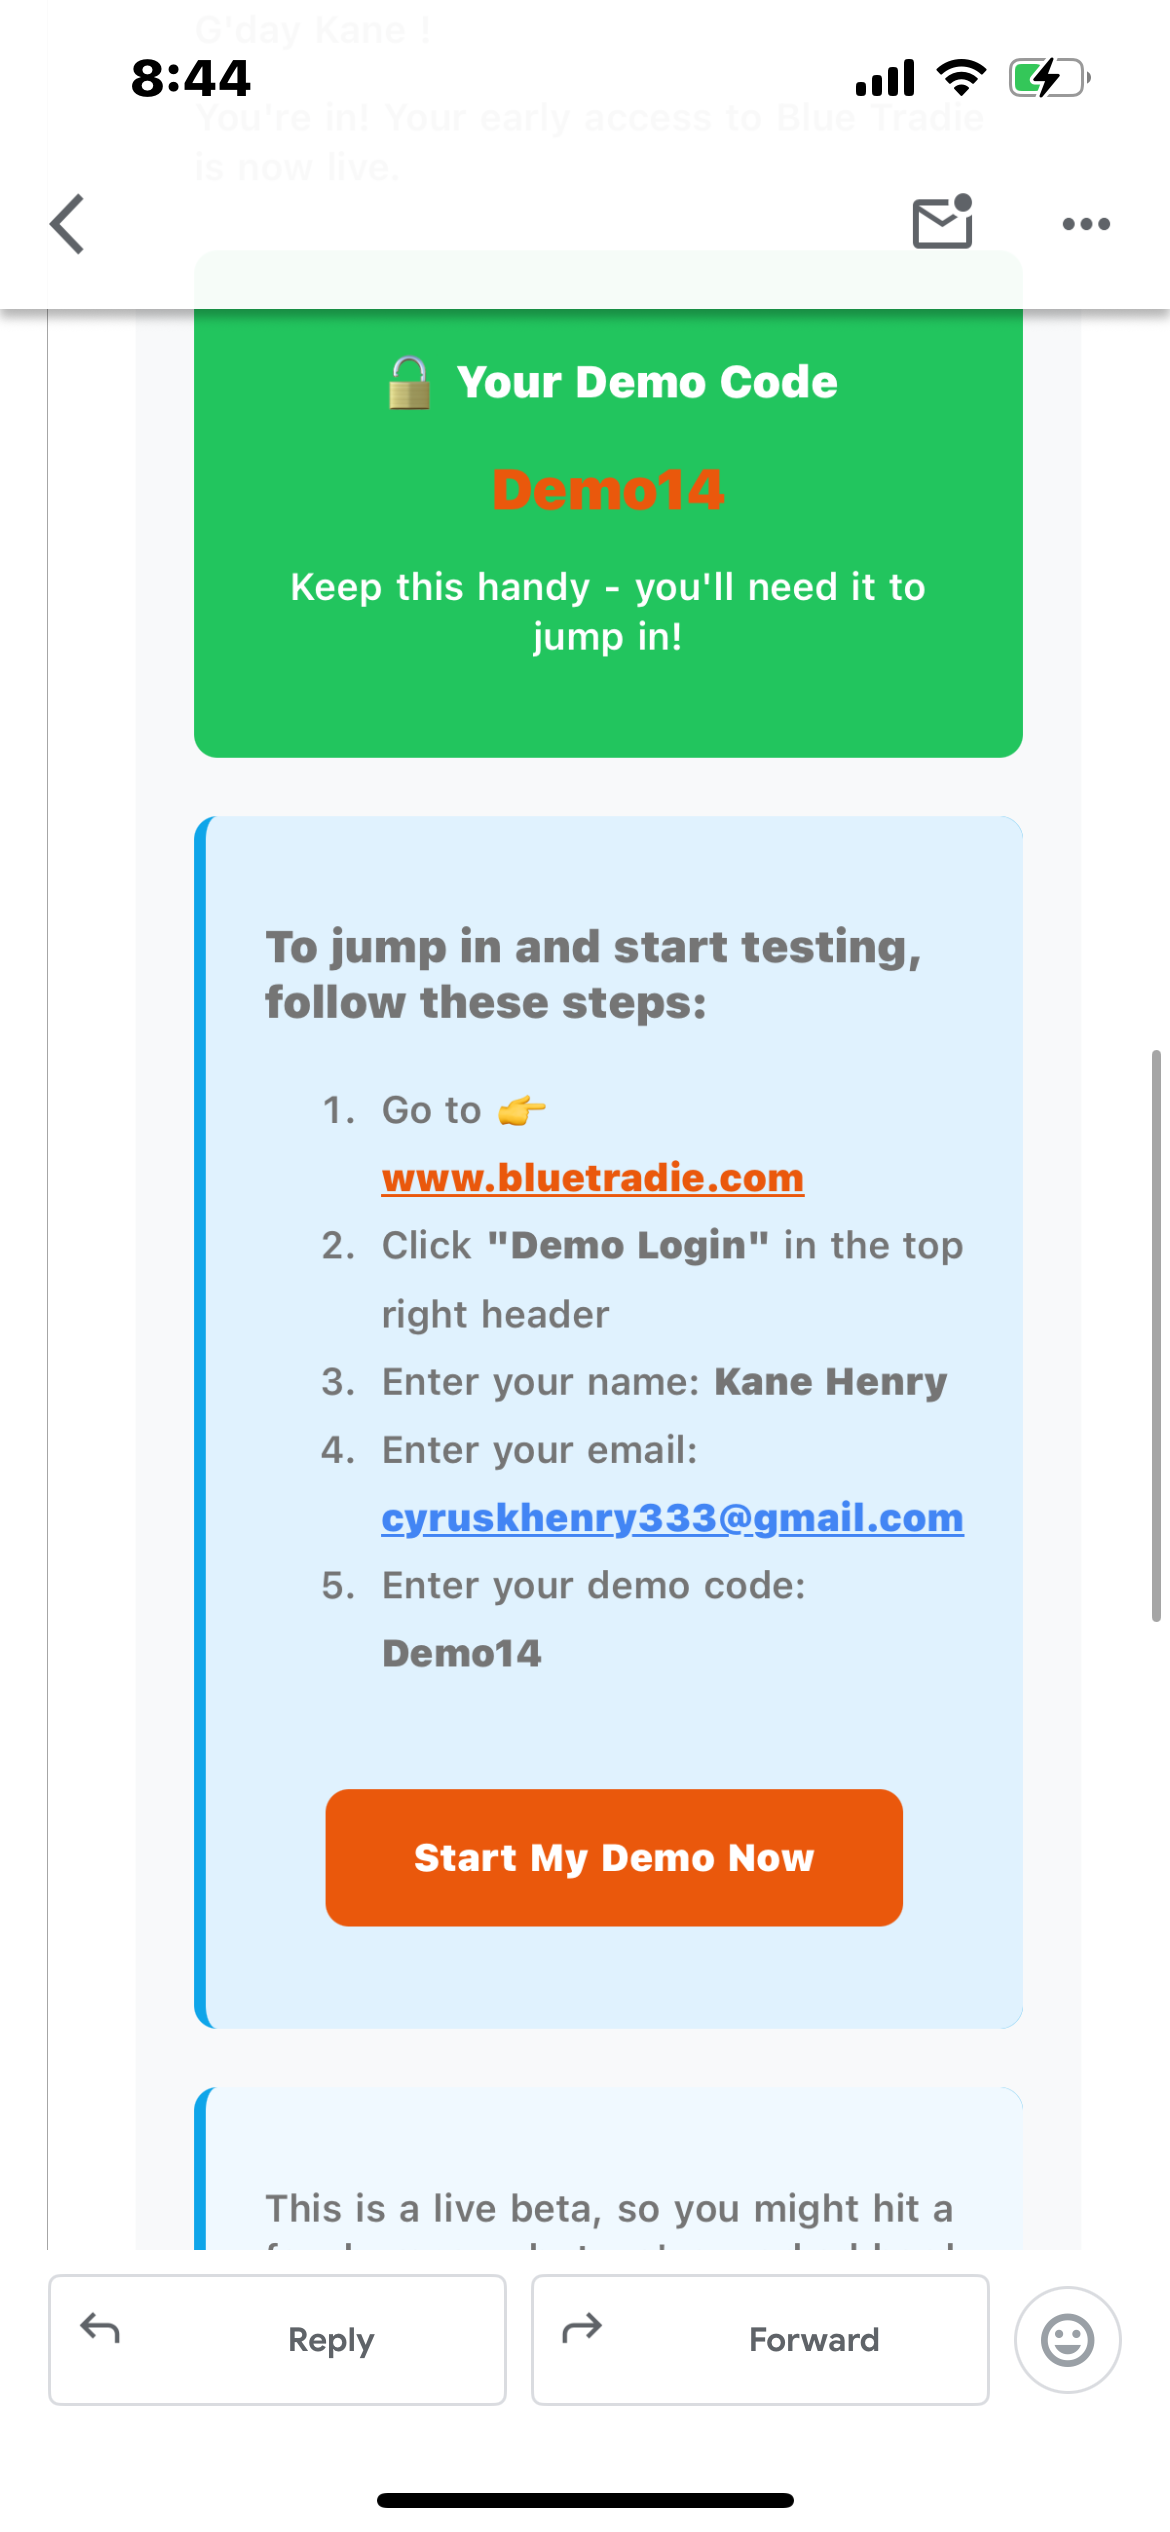 G'day Kane !
8:44
You're in! Your early access to Blue Tradie
is now live.
Your Demo Code
Demo14
Keep this handy - you'll need it to
jump in!
To jump in and start testing,
follow these steps:
1. Go to 👉
www.bluetradie.com
2. Click "Demo Login" in the top
right header
3. Enter your name: Kane Henry
4. Enter your email:
cyruskhenry333@gmail.com
5. Enter your demo code:
Demo14
Start My Demo Now
This is a live beta, so you might hit a
Reply
Forward